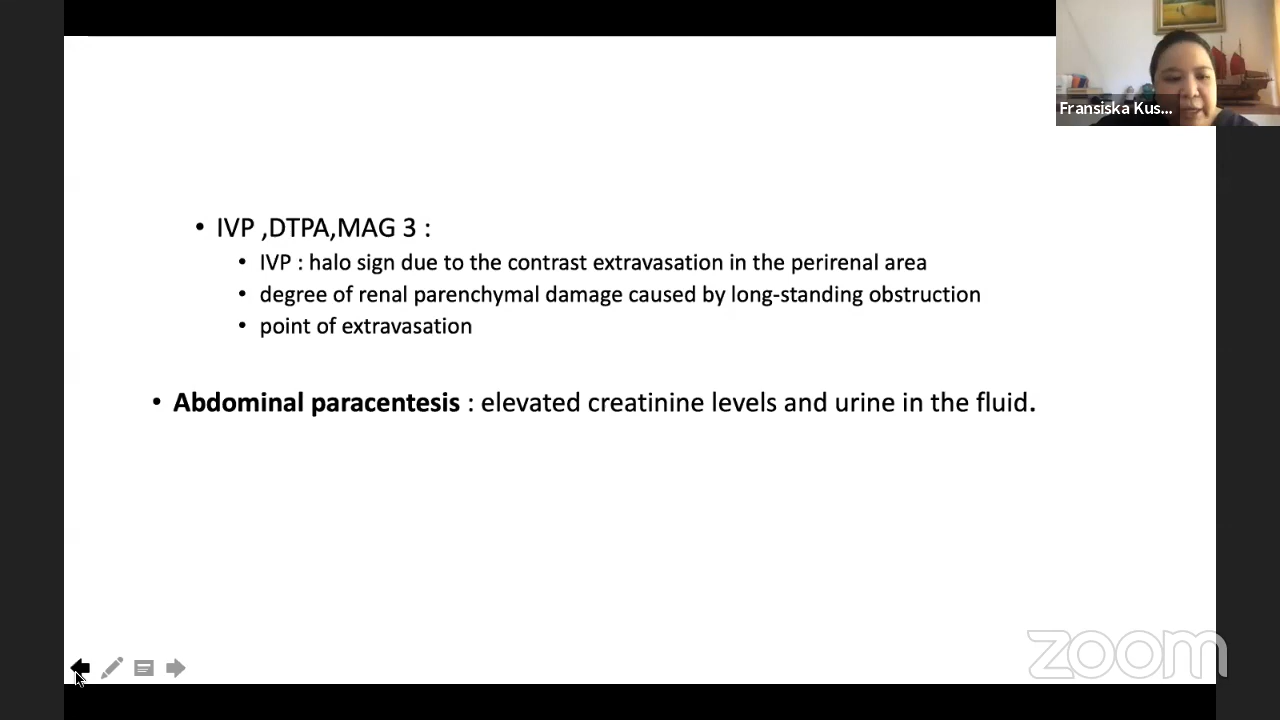 Fransiska Kus...
• IVP ,DTPA,MAG 3 :
• IVP : halo sign due to the contrast extravasation in the perirenal area
• degree of renal parenchymal damage caused by long-standing obstruction
• point of extravasation
• Abdominal paracentesis : elevated creatinine levels and urine in the fluid.
zoom